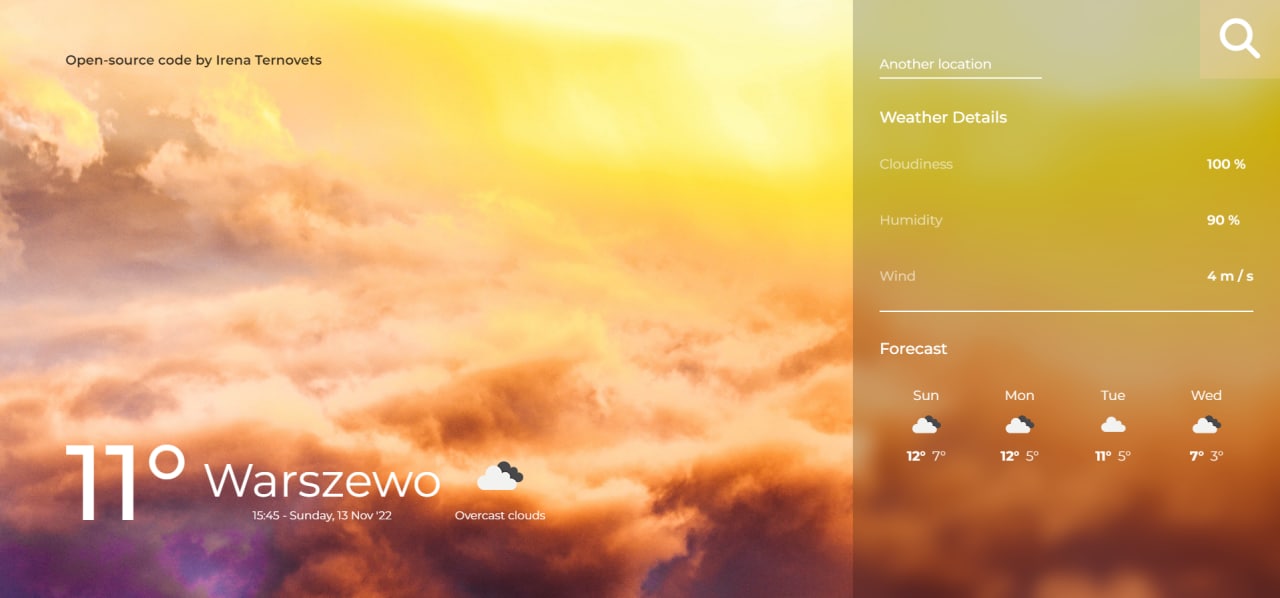 Open-source code by Irena Ternovets
11° Warszewo
15:45 - Sunday, 13 Nov '22
Overcast clouds
Another location
Weather Details
Cloudiness 100 %
Humidity 90 %
Wind 4 m / s
Forecast
Sun Mon Tue Wed
12° 7° 12° 5° 11° 5° 7° 3°